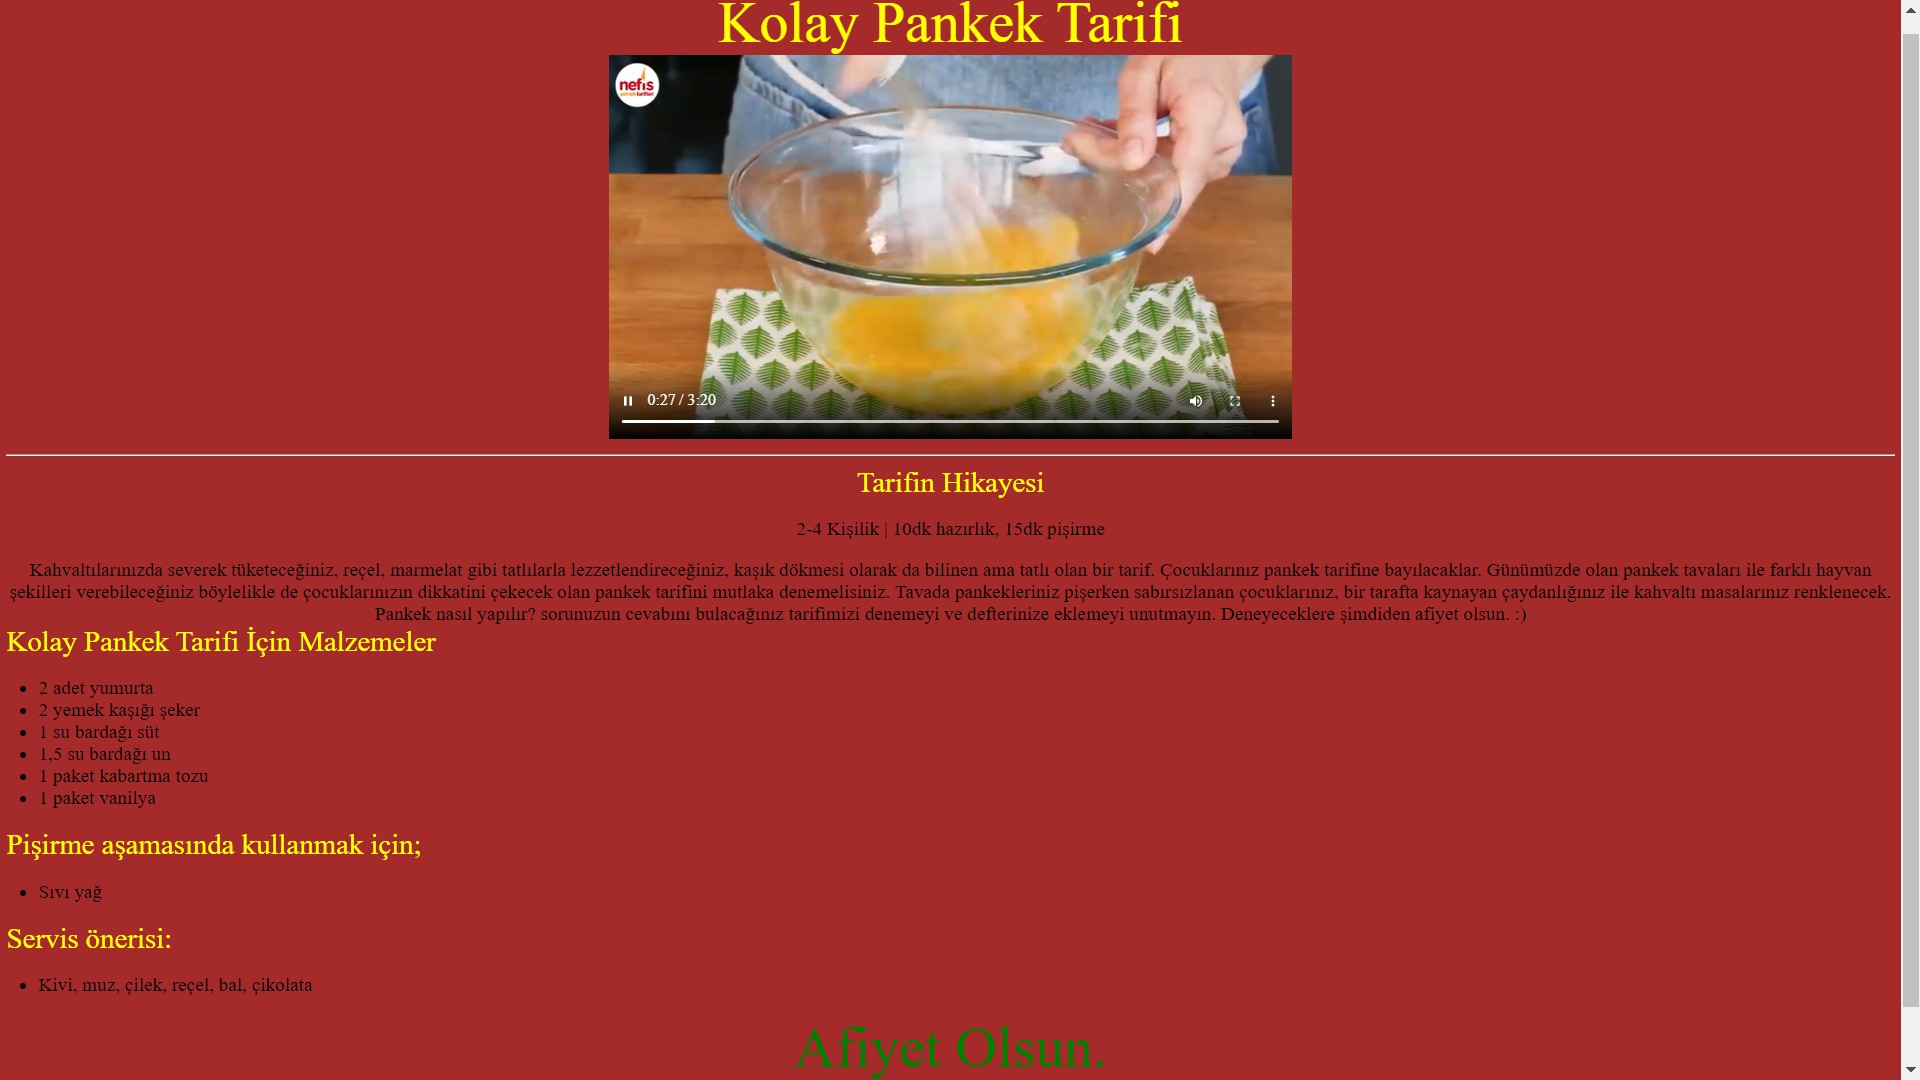 Kolay Pankek Tarifi
nefis
yemek tarifleri
0:27 / 3:20
Tarifin Hikayesi
2-4 Kişilik | 10dk hazırlık, 15dk pişirme
Kahvaltılarınızda severek tüketeceğiniz, reçel, marmelat gibi tatlılarla lezzetlendireceğiniz, kaşık dökmesi olarak da bilinen ama tatlı olan bir tarif. Çocuklarınız pankek tarifine bayılacaklar. Günümüzde olan pankek tavaları ile farklı hayvan
şekilleri verebileceğiniz böylelikle de çocuklarınızın dikkatini çekecek olan pankek tarifini mutlaka denemelisiniz. Tavada pankekleriniz pişerken sabırsızlanan çocuklarınız, bir tarafta kaynayan çaydanlığınız ile kahvaltı masalarınız renklenecek.
Pankek nasıl yapılır? sorunuzun cevabını bulacağınız tarifimizi denemeyi ve defterinize eklemeyi unutmayın. Deneyeceklere şimdiden afiyet olsun. :)
Kolay Pankek Tarifi İçin Malzemeler
2 adet yumurta
2 yemek kaşığı şeker
1 su bardağı süt
1,5 su bardağı un
1 paket kabartma tozu
1 paket vanilya
Pişirme aşamasında kullanmak için;
Sıvı yağ
Servis önerisi:
Kivi, muz, çilek, reçel, bal, çikolata
Afiyet Olsun.